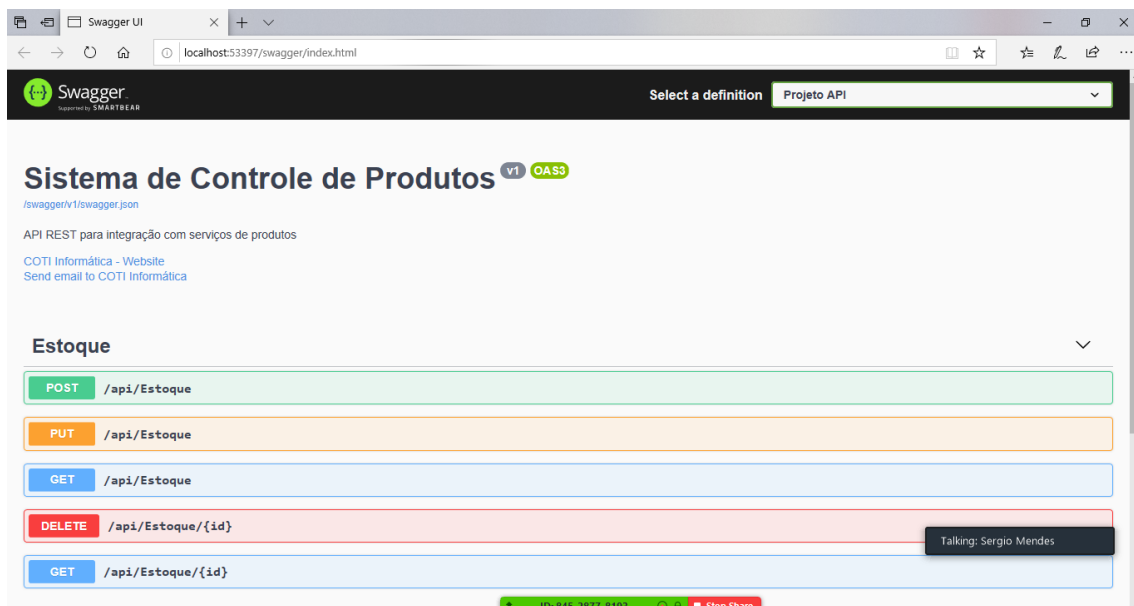 Swagger UI
localhost:53397/swagger/index.html
Swagger.
Supported by SMARTBEAR
Select a definition
Projeto API
Sistema de Controle de Produtos v1 OAS3
/swagger/v1/swagger.json
API REST para integração com serviços de produtos
COTI Informática - Website
Send email to COTI Informática
Estoque
POST /api/Estoque
PUT /api/Estoque
GET /api/Estoque
DELETE /api/Estoque/{id}
Talking: Sergio Mendes
GET /api/Estoque/{id}
Stop Share